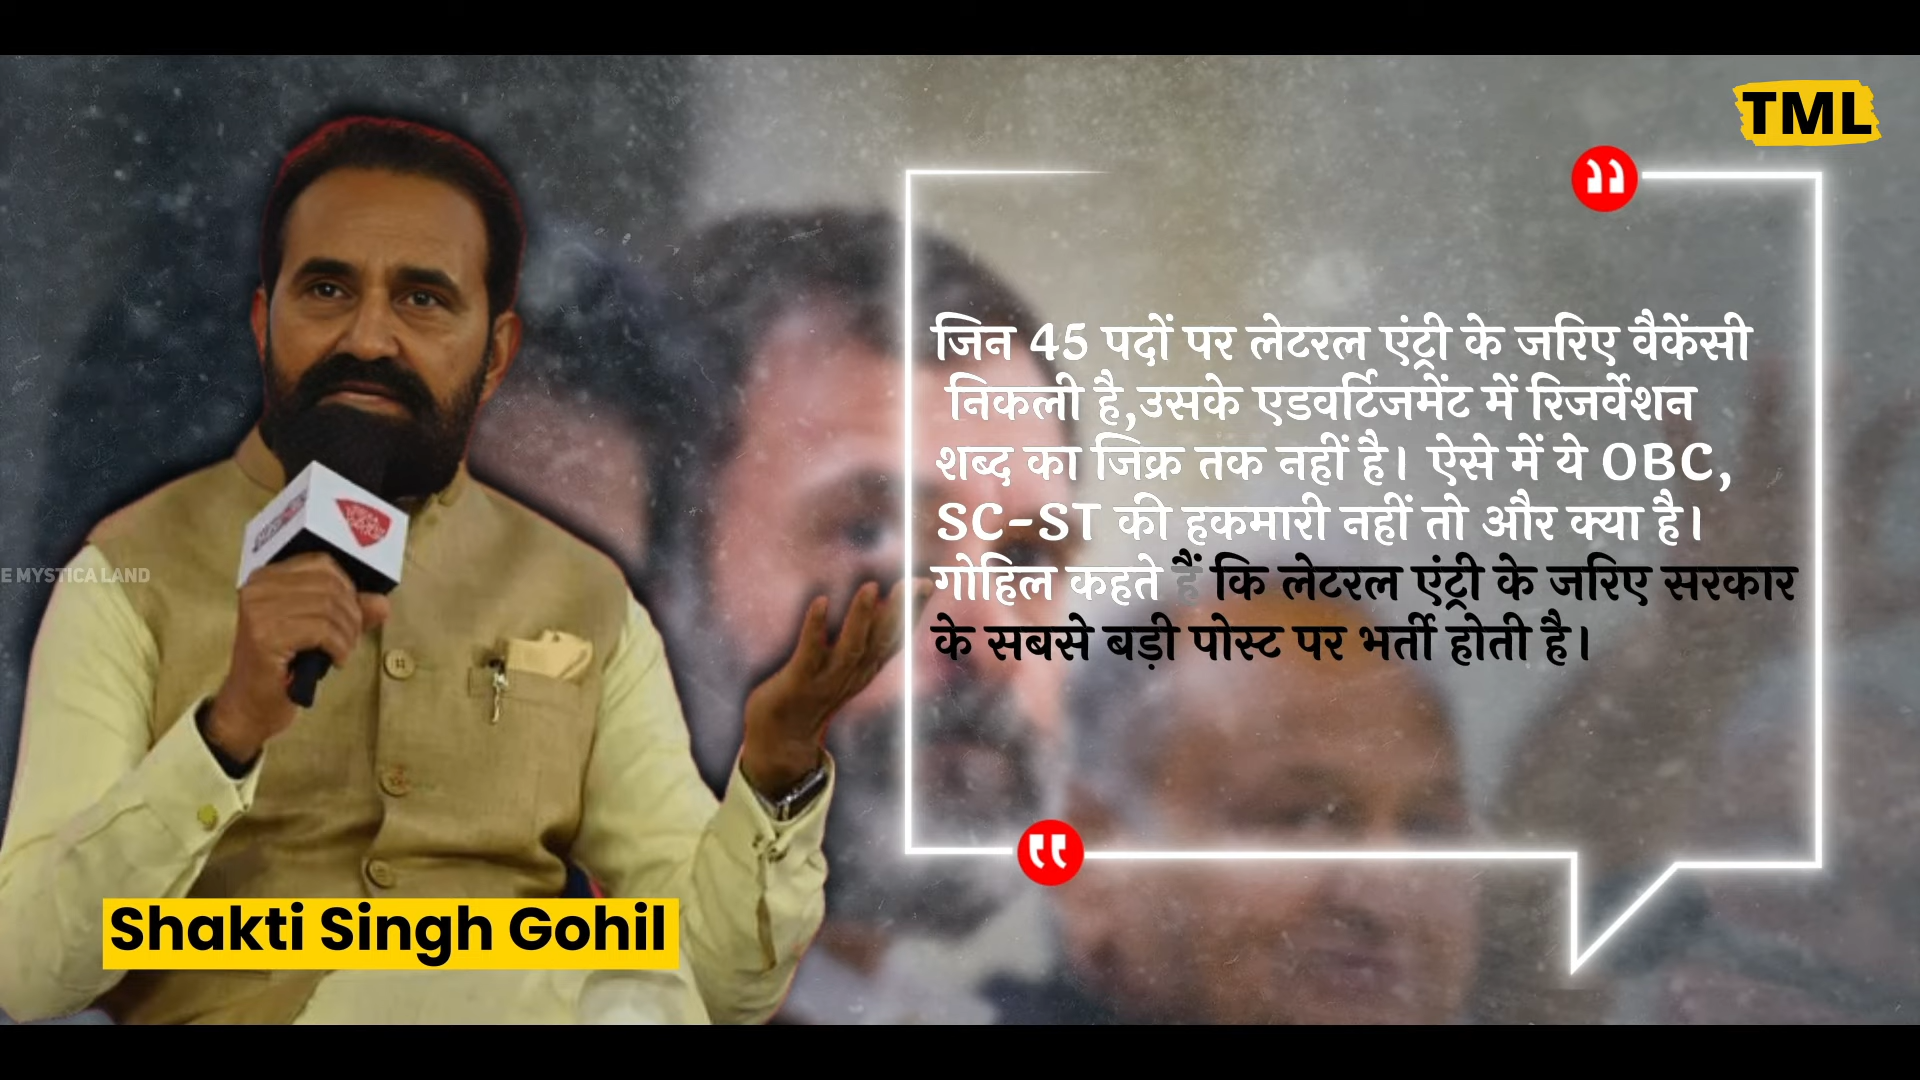 TML
जिन 45 पदों पर लेटरल एंट्री के जरिए वैकेंसी
निकली है,उसके एडवर्टिजमेंट में रिजर्वेशन
शब्द का जिक्र तक नहीं है। ऐसे में ये OBC,
SC-ST की हकमारी नहीं तो और क्या है।
गोहिल कहते हैं कि लेटरल एंट्री के जरिए सरकार
के सबसे बड़ी पोस्ट पर भर्ती होती है।
E MYSTICA LAND
Shakti Singh Gohil